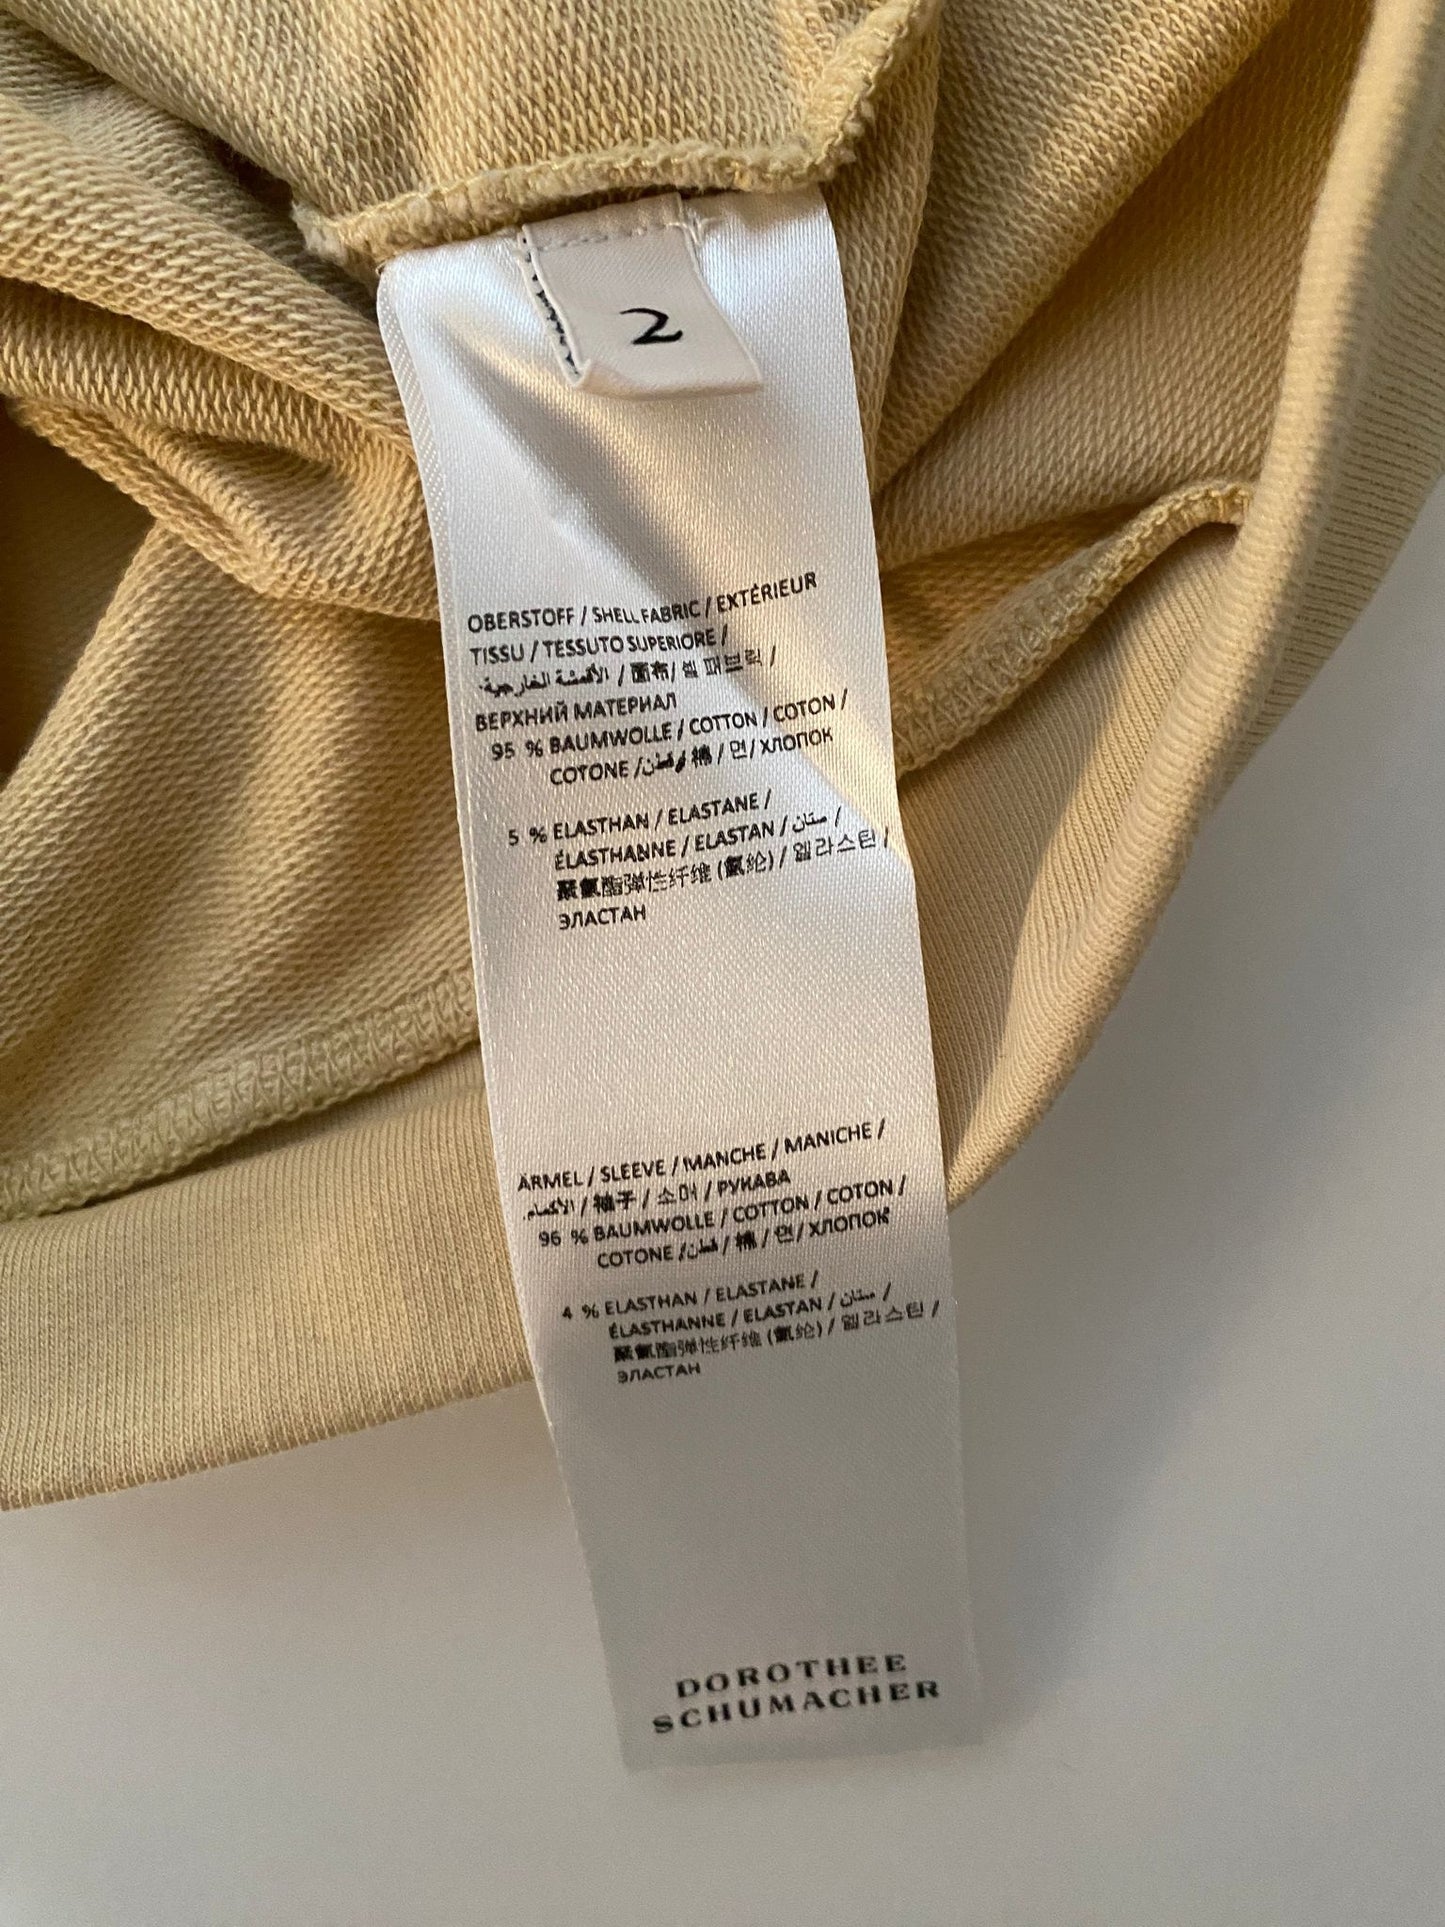 2
OBERSTOFF / SHELL FABRIC / EXTÉRIEUR
TISSU / TESSUTO SUPERIORE /
الأقمشة الخارجية. / 面布 / 쉘 패브릭 /
ВЕРХНИЙ МАТЕРИАЛ
95 % BAUMWOLLE / COTTON / COTON /
COTONE / قطن / 棉 / 면 / ХЛОПОК
5 % ELASTHAN / ELASTANE /
ÉLASTHANNE / ELASTAN / ستان /
聚氨酯弹性纤维 (氨纶) / 엘라스틴 /
ЭЛАСТАН
ÄRMEL / SLEEVE / MANCHE / MANICHE /
الأكمام. / 袖子 / 소매 / РУКАВА
96 % BAUMWOLLE / COTTON / COTON /
COTONE / قطن / 棉 / 면 / ХЛОПОК
4 % ELASTHAN / ELASTANE /
ÉLASTHANNE / ELASTAN / ستان /
聚氨酯弹性纤维 (氨纶) / 엘라스틴 /
ЭЛАСТАН
DOROTHEE
SCHUMACHER